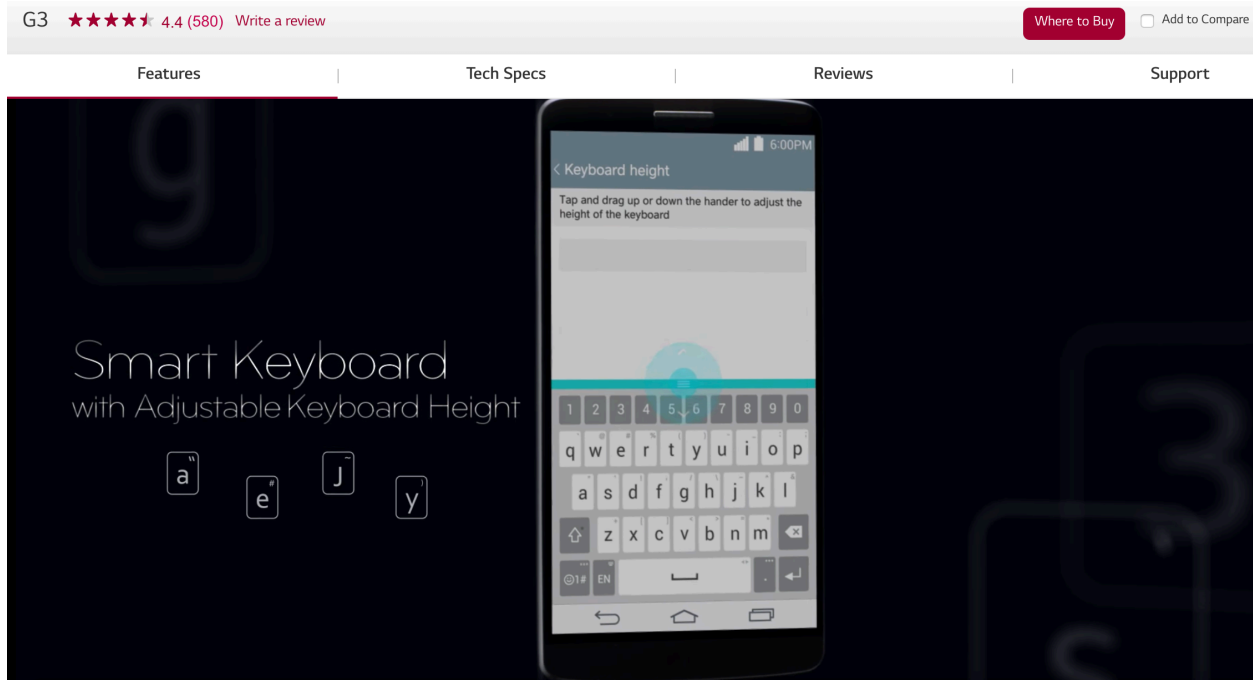 G3 4.4 (580) Write a review Where to Buy Add to Compare
Features Tech Specs Reviews Support
g
6:00PM
< Keyboard height
Tap and drag up or down the hander to adjust the
height of the keyboard
Smart Keyboard
with Adjustable Keyboard Height
a" e# J y)
1 2 3 4 5 6 7 8 9 0
q w e r t y u i o p
a s d f g h j k l
z x c v b n m
1# EN .
3
s